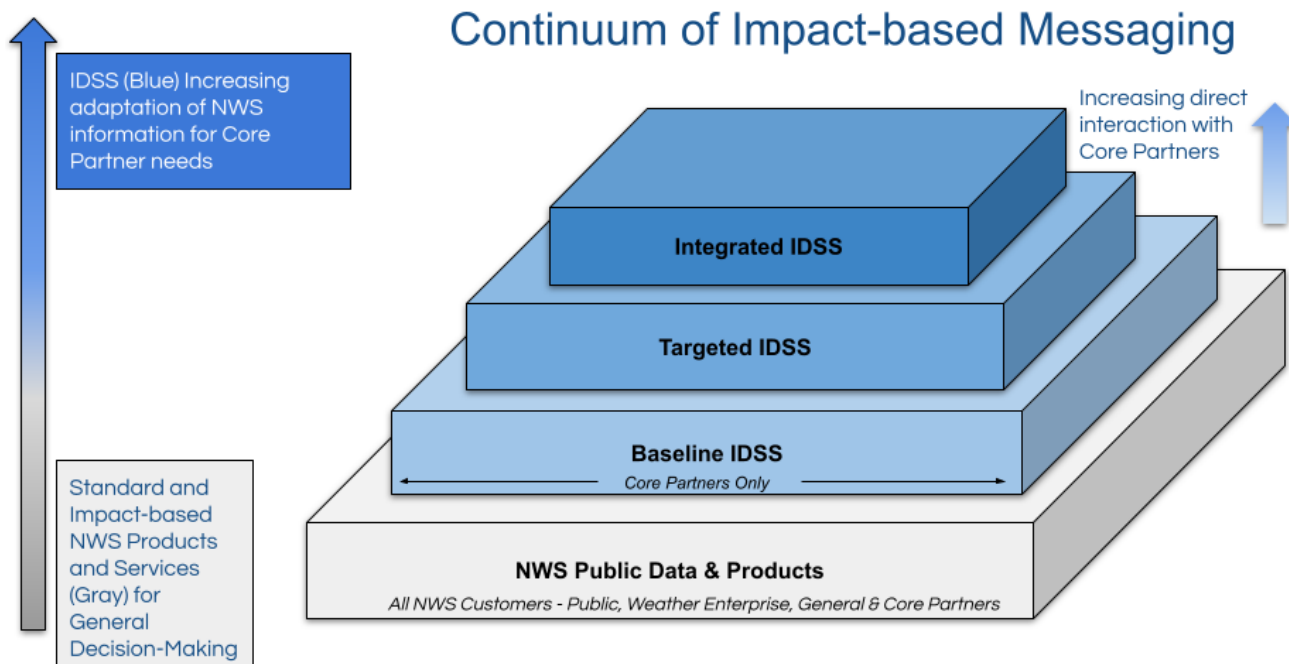 Continuum of Impact-based Messaging
IDSS (Blue) Increasing
adaptation of NWS
information for Core
Partner needs
Increasing direct
interaction with
Core Partners
Integrated IDSS
Targeted IDSS
Baseline IDSS
Core Partners Only
Standard and
Impact-based
NWS Products
and Services
(Gray) for
General
Decision-Making
NWS Public Data & Products
All NWS Customers - Public, Weather Enterprise, General & Core Partners